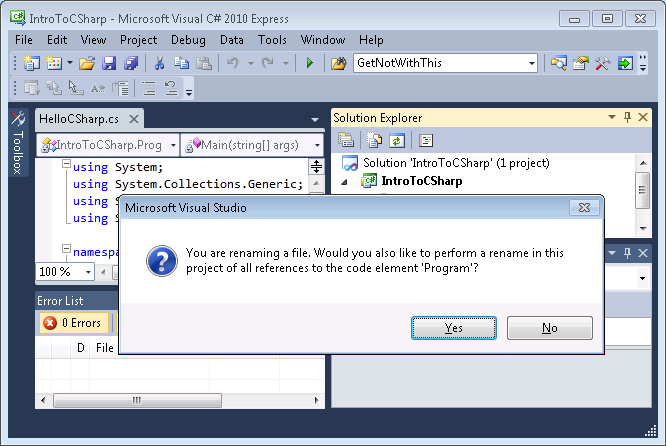 IntroToCSharp - Microsoft Visual C# 2010 Express
File Edit View Project Debug Data Tools Window Help
GetNotWithThis
Toolbox
HelloCSharp.cs
IntroToCSharp.Prog
Main(string[] args)
using System;
using System.Collections.Generic;
using S
using S
namespa
100 %
Solution Explorer
Solution 'IntroToCSharp' (1 project)
IntroToCSharp
Microsoft Visual Studio
You are renaming a file. Would you also like to perform a rename in this
project of all references to the code element 'Program'?
Yes No
Error List
0 Errors
D File